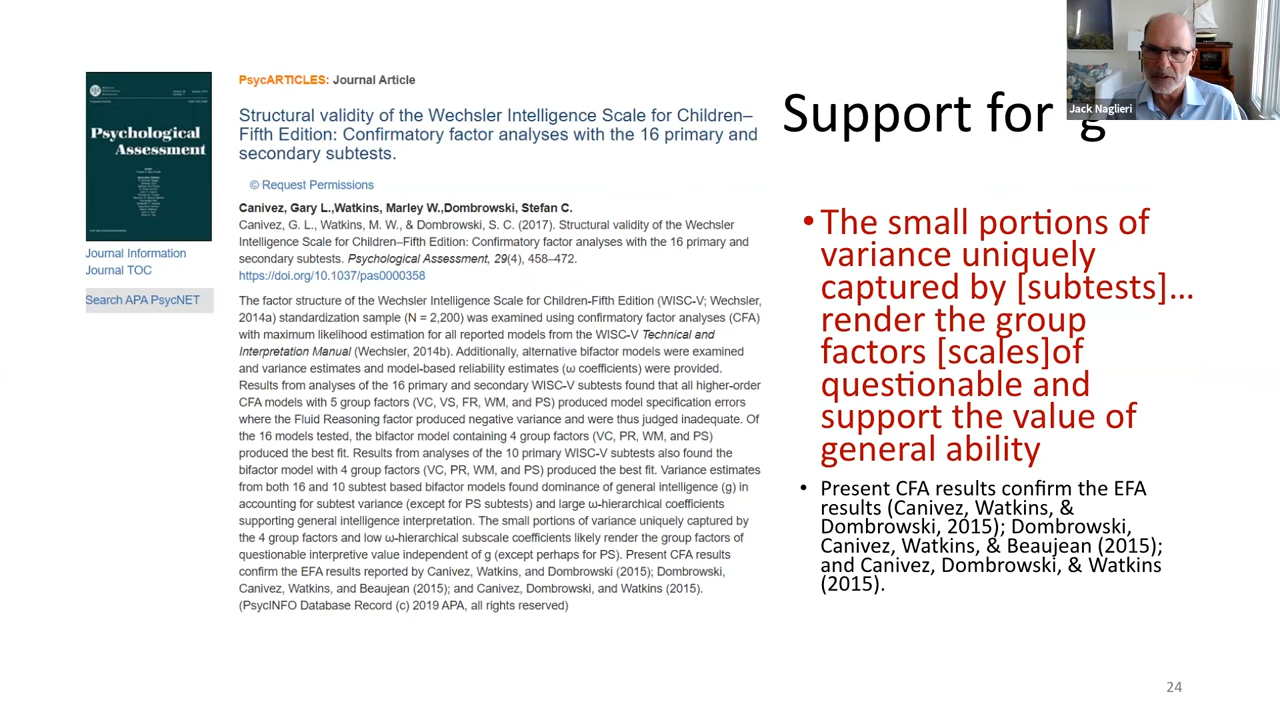 Psychological
Assessment
Journal Information
Journal TOC
Search APA PsycNET
PsycARTICLES: Journal Article
Structural validity of the Wechsler Intelligence Scale for Children–
Fifth Edition: Confirmatory factor analyses with the 16 primary and
secondary subtests.
© Request Permissions
Canivez, Gary L.,Watkins, Marley W.,Dombrowski, Stefan C.
Canivez, G. L., Watkins, M. W., & Dombrowski, S. C. (2017). Structural validity of the Wechsler
Intelligence Scale for Children–Fifth Edition: Confirmatory factor analyses with the 16 primary and
secondary subtests. Psychological Assessment, 29(4), 458–472.
https://doi.org/10.1037/pas0000358
The factor structure of the Wechsler Intelligence Scale for Children-Fifth Edition (WISC-V; Wechsler,
2014a) standardization sample (N = 2,200) was examined using confirmatory factor analyses (CFA)
with maximum likelihood estimation for all reported models from the WISC-V Technical and
Interpretation Manual (Wechsler, 2014b). Additionally, alternative bifactor models were examined
and variance estimates and model-based reliability estimates (ω coefficients) were provided.
Results from analyses of the 16 primary and secondary WISC-V subtests found that all higher-order
CFA models with 5 group factors (VC, VS, FR, WM, and PS) produced model specification errors
where the Fluid Reasoning factor produced negative variance and were thus judged inadequate. Of
the 16 models tested, the bifactor model containing 4 group factors (VC, PR, WM, and PS)
produced the best fit. Results from analyses of the 10 primary WISC-V subtests also found the
bifactor model with 4 group factors (VC, PR, WM, and PS) produced the best fit. Variance estimates
from both 16 and 10 subtest based bifactor models found dominance of general intelligence (g) in
accounting for subtest variance (except for PS subtests) and large ω-hierarchical coefficients
supporting general intelligence interpretation. The small portions of variance uniquely captured by
the 4 group factors and low ω-hierarchical subscale coefficients likely render the group factors of
questionable interpretive value independent of g (except perhaps for PS). Present CFA results
confirm the EFA results reported by Canivez, Watkins, and Dombrowski (2015); Dombrowski,
Canivez, Watkins, and Beaujean (2015); and Canivez, Dombrowski, and Watkins (2015).
(PsycINFO Database Record (c) 2019 APA, all rights reserved)
Support for 'g
Jack Naglieri
•The small portions of
variance uniquely
captured by [subtests]...
render the group
factors [scales]of
questionable and
support the value of
general ability
• Present CFA results confirm the EFA
results (Canivez, Watkins, &
Dombrowski, 2015); Dombrowski,
Canivez, Watkins, & Beaujean (2015);
and Canivez, Dombrowski, & Watkins
(2015).
24